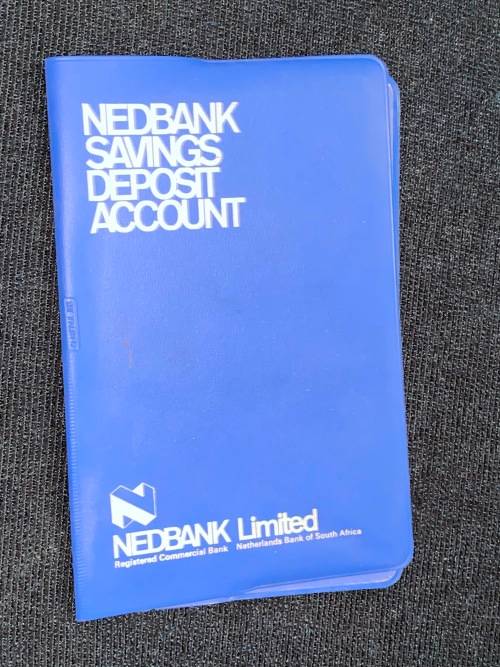 NEDBANK
SAVINGS
DEPOSIT
ACCOUNT
NEDBANK Limited
Registered Commercial Bank Netherlands Bank of South Africa